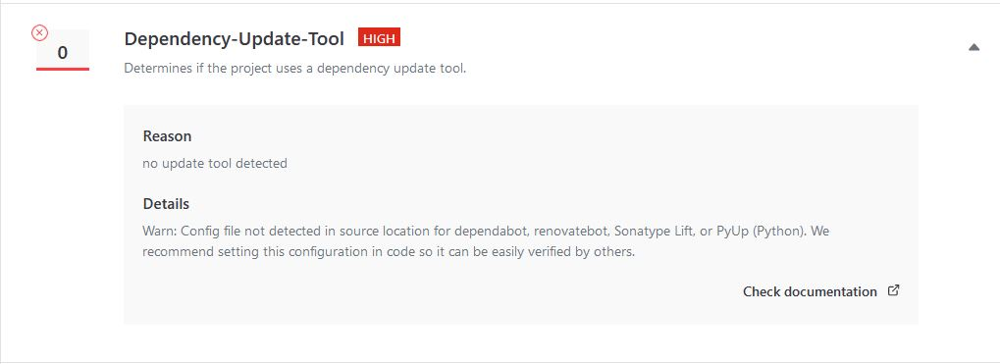 0
Dependency-Update-Tool HIGH
Determines if the project uses a dependency update tool.
Reason
no update tool detected
Details
Warn: Config file not detected in source location for dependabot, renovatebot, Sonatype Lift, or PyUp (Python). We
recommend setting this configuration in code so it can be easily verified by others.
Check documentation